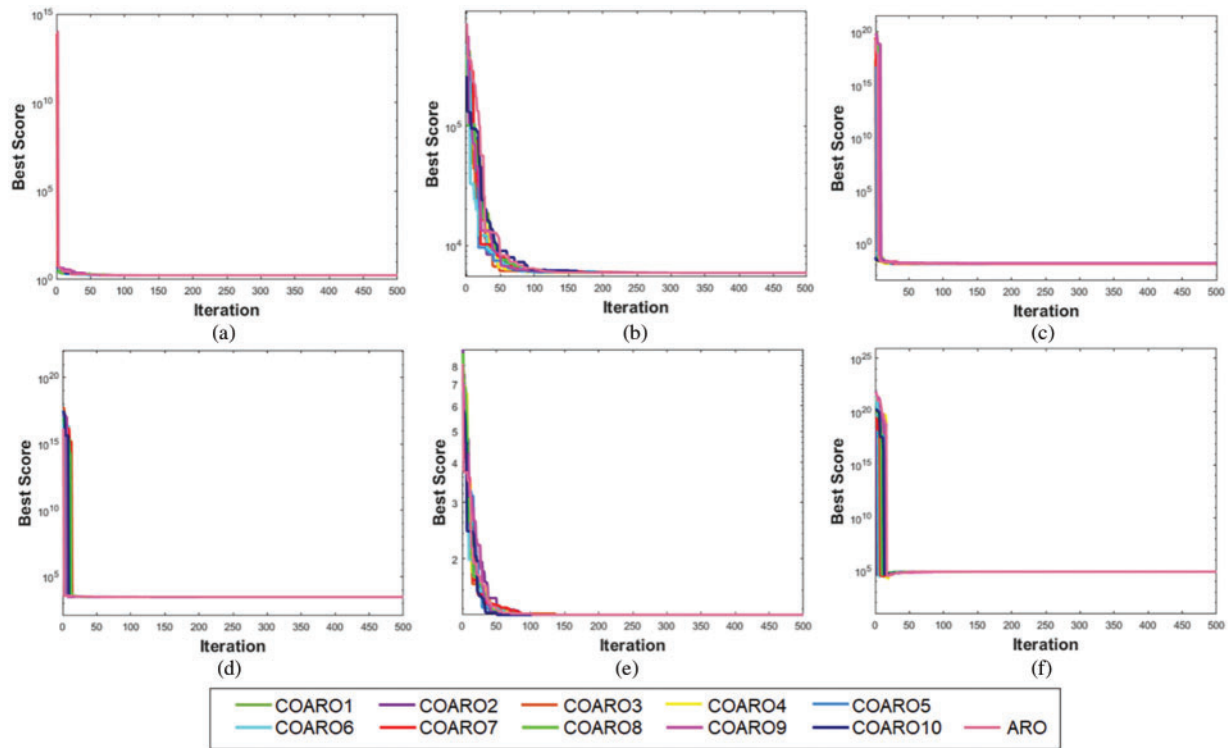 10^15
10^10
10^5
10^0
Best Score
0 50 100 150 200 250 300 350 400 450 500
Iteration
(a)
10^5
10^4
Best Score
0 50 100 150 200 250 300 350 400 450 500
Iteration
(b)
10^20
10^15
10^10
10^5
10^0
Best Score
50 100 150 200 250 300 350 400 450 500
Iteration
(c)
10^20
10^15
10^10
10^5
Best Score
0 50 100 150 200 250 300 350 400 450 500
Iteration
(d)
8
7
6
5
4
3
2
Best Score
0 50 100 150 200 250 300 350 400 450 500
Iteration
(e)
10^25
10^20
10^15
10^10
10^5
Best Score
0 50 100 150 200 250 300 350 400 450 500
Iteration
(f)
COARO1 COARO2 COARO3 COARO4 COARO5
COARO6 COARO7 COARO8 COARO9 COARO10 ARO